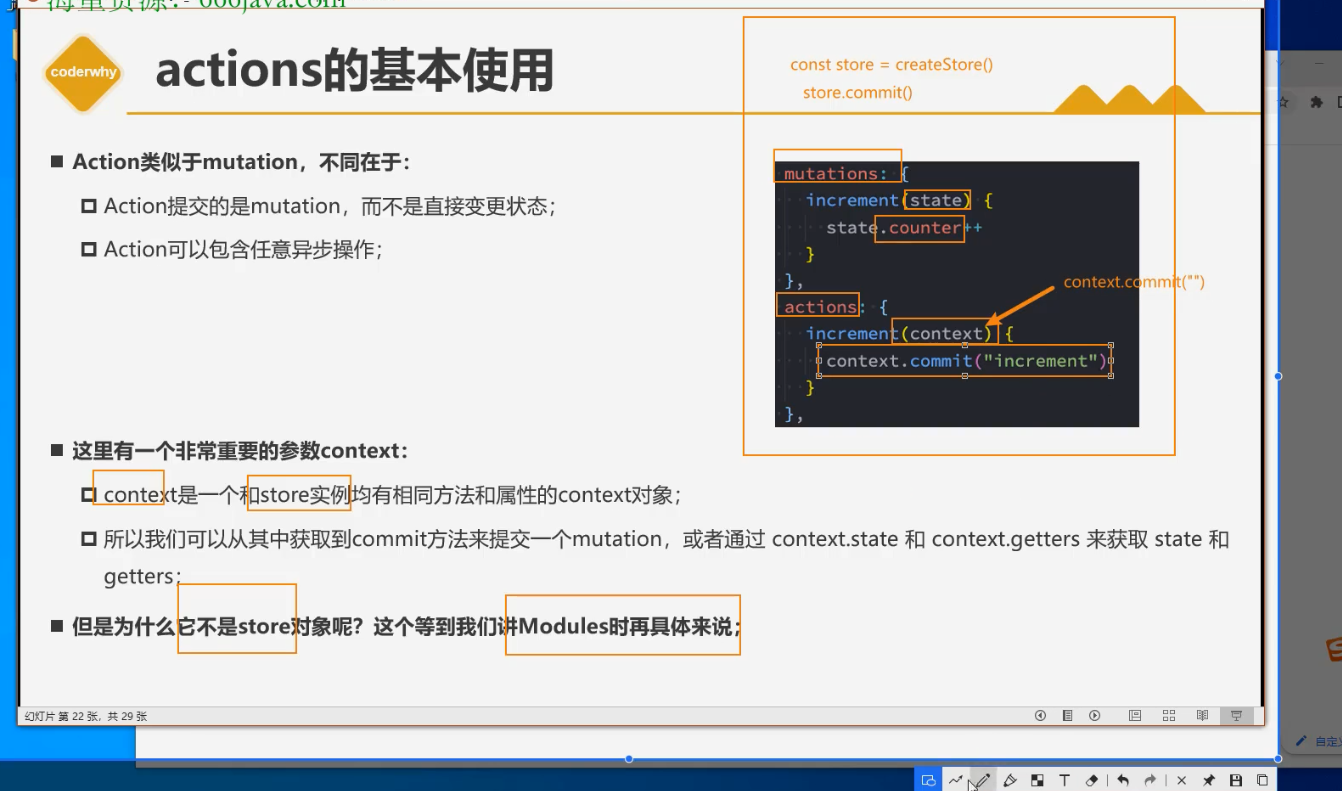 海量资源:- 666java.com
coderwhy
actions的基本使用
const store = createStore()
store.commit()
Action类似于mutation，不同在于：
Action提交的是mutation，而不是直接变更状态；
Action可以包含任意异步操作；
mutations: {
increment(state) {
state.counter++
}
},
actions: {
increment(context) {
context.commit("increment")
}
},
context.commit("")
这里有一个非常重要的参数context：
context是一个和store实例均有相同方法和属性的context对象；
所以我们可以从其中获取到commit方法来提交一个mutation，或者通过 context.state 和 context.getters 来获取 state 和
getters；
但是为什么它不是store对象呢？这个等到我们讲Modules时再具体来说；
幻灯片 第 22 张，共 29 张